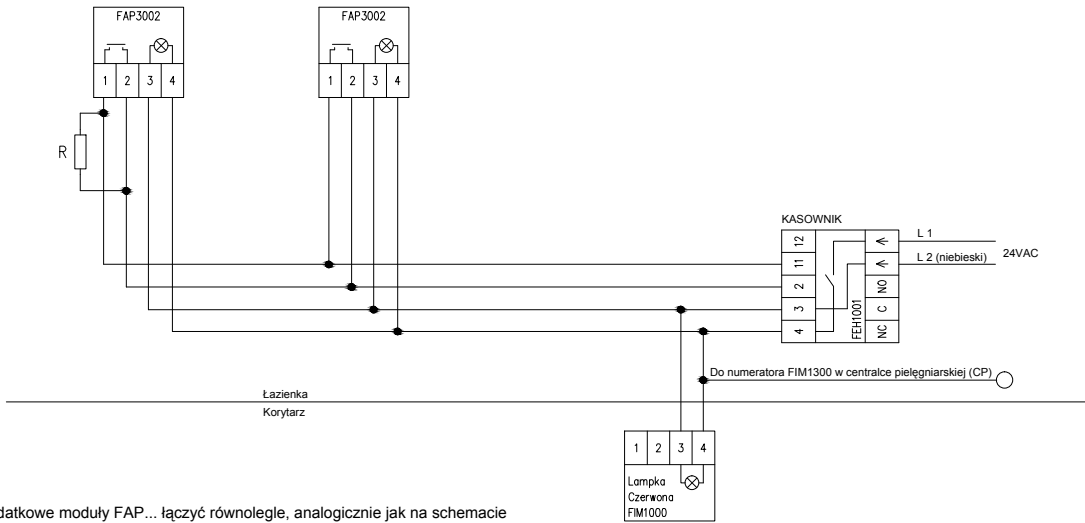 FAP3002
FAP3002
1 2 3 4
1 2 3 4
R
KASOWNIK
12
11
2
3
4
FEH1001
NO
C
NC
L 1
L 2 (niebieski)
24VAC
Do numeratora FIM1300 w centralce pielęgniarskiej (CP)
Łazienka
Korytarz
1 2 3 4
Lampka
Czerwona
FIM1000
datkowe moduły FAP... łączyć równolegle, analogicznie jak na schemacie